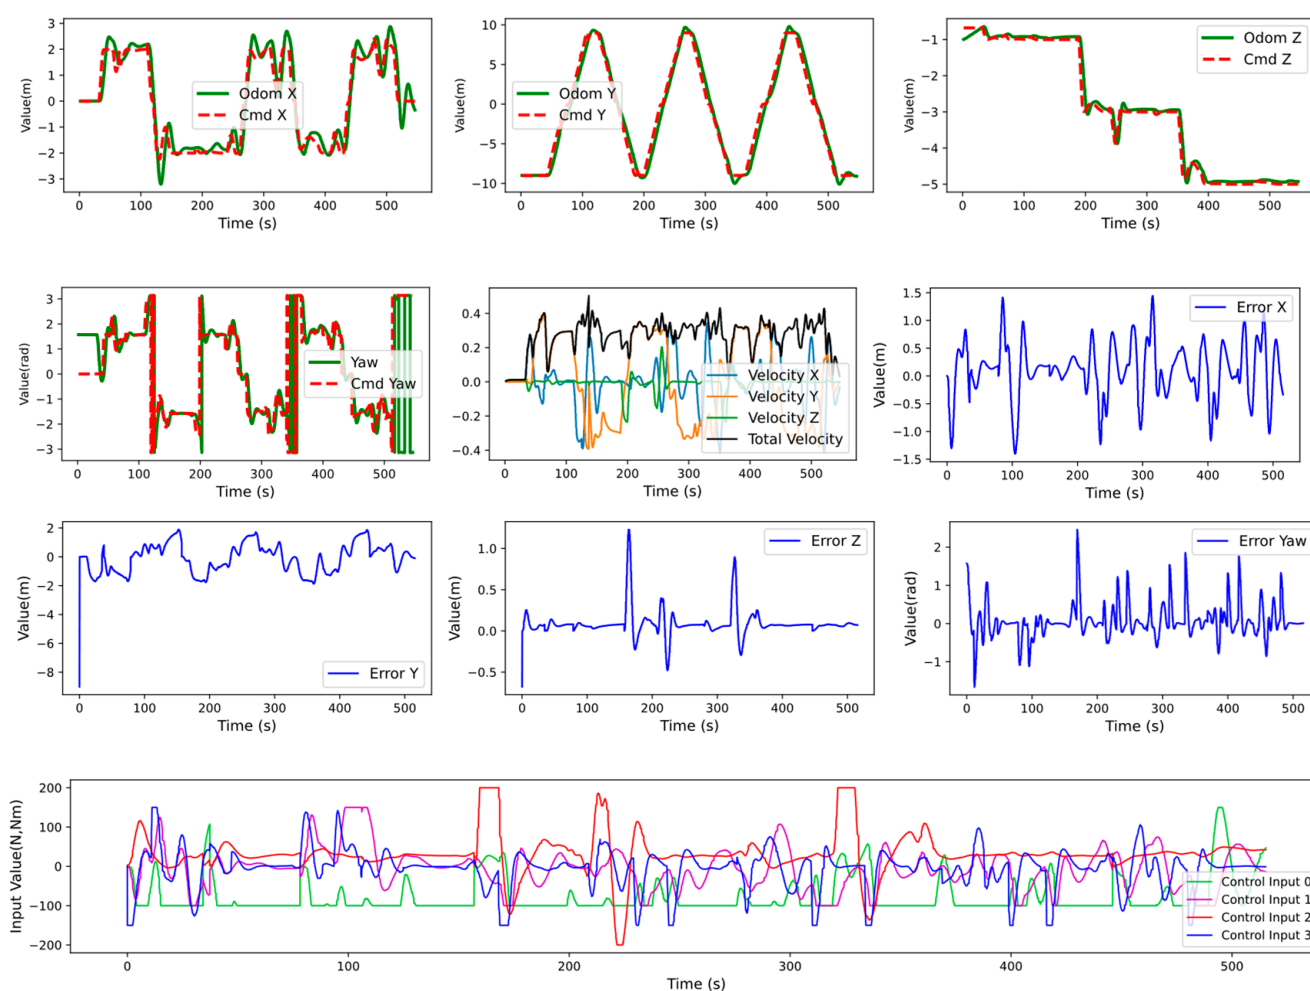 Value(m)
3
2
1
0
−1
−2
−3
Odom X
Cmd X
0 100 200 300 400 500
Time (s)
Value(m)
10
5
0
−5
−10
Odom Y
Cmd Y
0 100 200 300 400 500
Time (s)
Value(m)
−1
−2
−3
−4
−5
Odom Z
Cmd Z
0 100 200 300 400 500
Time (s)
Value(rad)
3
2
1
0
−1
−2
−3
Yaw
Cmd Yaw
0 100 200 300 400 500
Time (s)
0.4
0.2
0.0
−0.2
−0.4
Velocity X
Velocity Y
Velocity Z
Total Velocity
0 100 200 300 400 500
Time (s)
Value(m)
1.5
1.0
0.5
0.0
−0.5
−1.0
−1.5
Error X
0 100 200 300 400 500
Time (s)
Value(m)
2
0
−2
−4
−6
−8
Error Y
0 100 200 300 400 500
Time (s)
Value(m)
1.0
0.5
0.0
−0.5
Error Z
0 100 200 300 400 500
Time (s)
Value(rad)
2
1
0
−1
Error Yaw
0 100 200 300 400 500
Time (s)
Input Value(N,Nm)
200
100
0
−100
−200
Control Input 0
Control Input 1
Control Input 2
Control Input 3
0 100 200 300 400 500
Time (s)